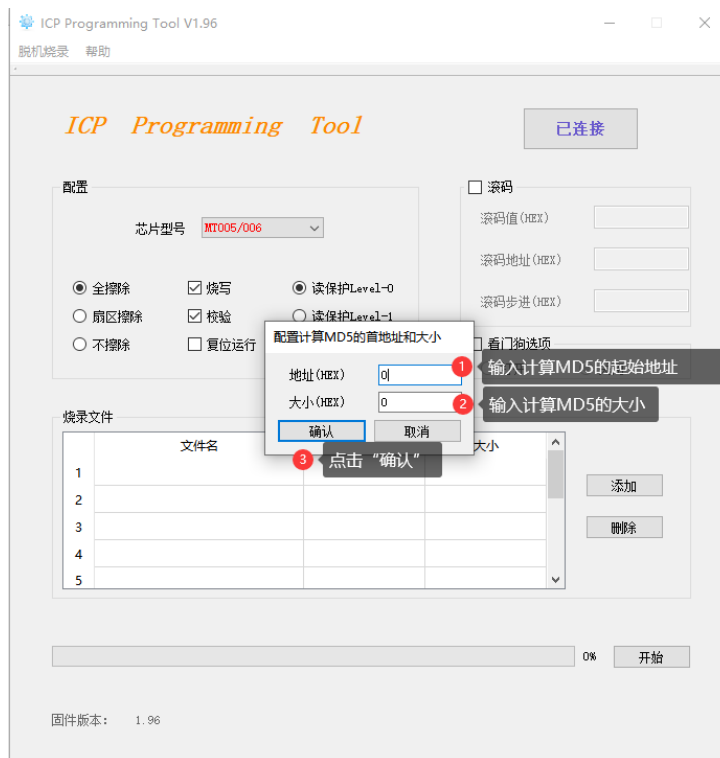 ICP Programming Tool V1.96
脱机烧录 帮助
ICP Programming Tool
已连接
配置
芯片型号 MT005/006
全擦除 烧写 读保护Level-0
扇区擦除 校验 读保护Level-1
不擦除 复位运行
滚码
滚码值(HEX)
滚码地址(HEX)
滚码步进(HEX)
看门狗选项
配置计算MD5的首地址和大小
地址(HEX) 0
1 输入计算MD5的起始地址
大小(HEX) 0
2 输入计算MD5的大小
确认 取消
3 点击“确认”
烧录文件
文件名 大小
1
2
3
4
5
添加
删除
0% 开始
固件版本: 1.96